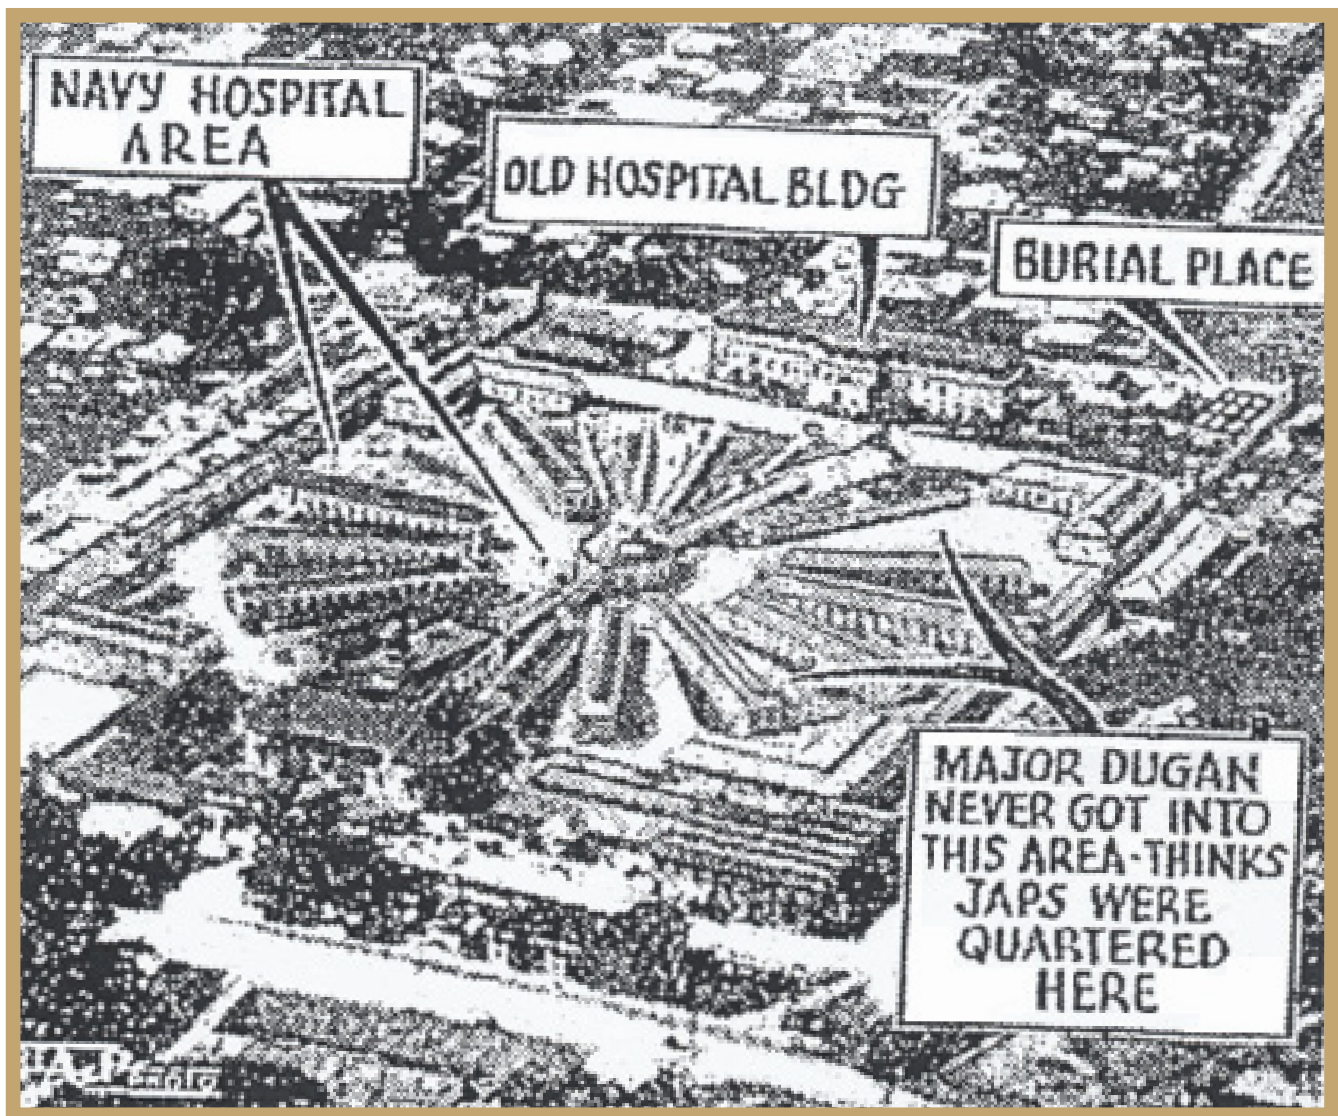 NAVY HOSPITAL
AREA
OLD HOSPITAL BLDG
BURIAL PLACE
MAJOR DUGAN
NEVER GOT INTO
THIS AREA-THINKS
JAPS WERE
QUARTERED
HERE
A.P. PHOTO